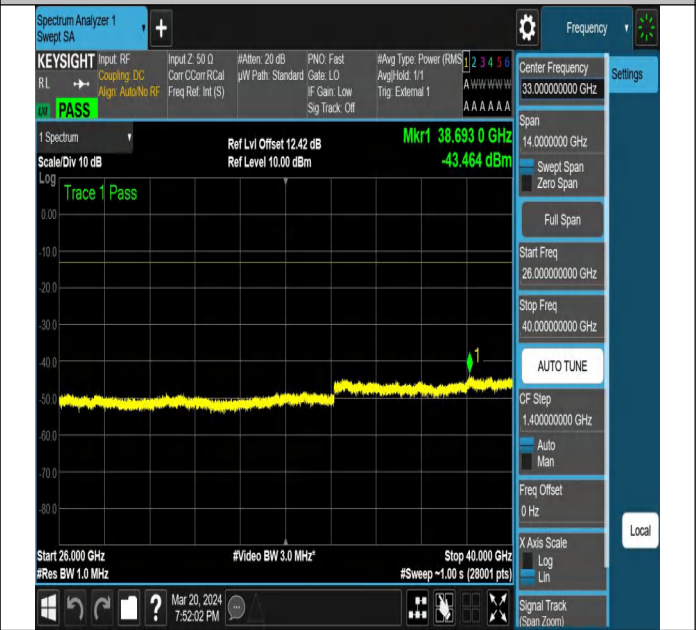 Spectrum Analyzer 1
Swept SA
+
Frequency
KEYSIGHT
RL
PASS
Input: RF
Coupling: DC
Align: Auto/No RF
Input Z: 50 Ω
Corr CCorr RCal
Freq Ref: Int (S)
#Atten: 20 dB
µW Path: Standard
PNO: Fast
Gate: LO
IF Gain: Low
Sig Track: Off
#Avg Type: Power (RMS
Avg|Hold: 1/1
Trig: External 1
1 2 3 4 5 6
A W W W W W
A A A A A A
1 Spectrum
Scale/Div 10 dB
Ref Lvl Offset 12.42 dB
Ref Level 10.00 dBm
Mkr1 38.693 0 GHz
-43.464 dBm
Log
Trace 1 Pass
0.00
-10.0
-20.0
-30.0
-40.0
-50.0
-60.0
-70.0
-80.0
1
Start 26.000 GHz
#Res BW 1.0 MHz
#Video BW 3.0 MHz*
Stop 40.000 GHz
#Sweep ~1.00 s (28001 pts)
Mar 20, 2024
7:52:02 PM
Center Frequency
33.000000000 GHz
Settings
Span
14.0000000 GHz
Swept Span
Zero Span
Full Span
Start Freq
26.000000000 GHz
Stop Freq
40.000000000 GHz
AUTO TUNE
CF Step
1.400000000 GHz
Auto
Man
Freq Offset
0 Hz
X Axis Scale
Log
Lin
Local
Signal Track
(Span Zoom)